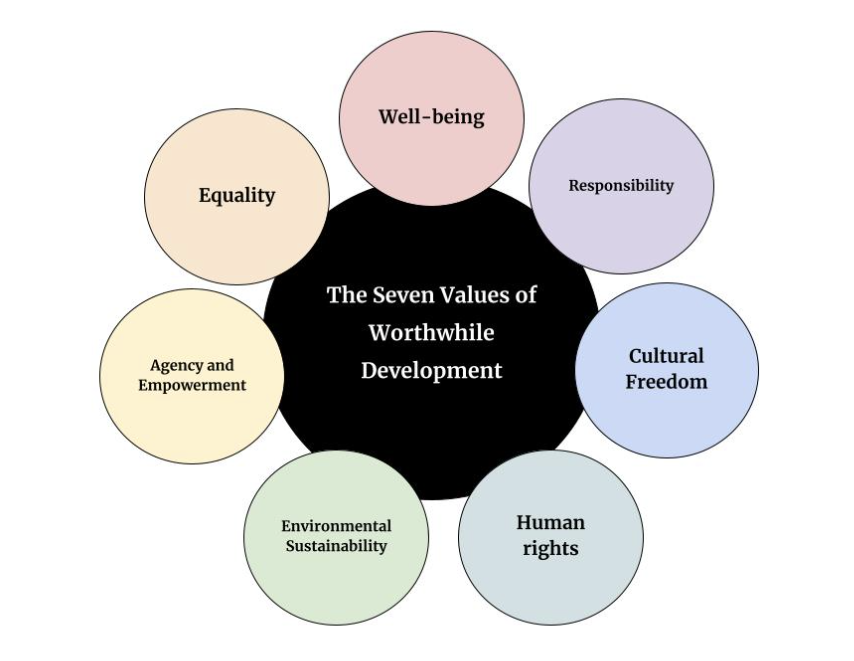 Well-being
Responsibility
Equality
The Seven Values of
Worthwhile
Development
Cultural
Freedom
Agency and
Empowerment
Environmental
Sustainability
Human
rights